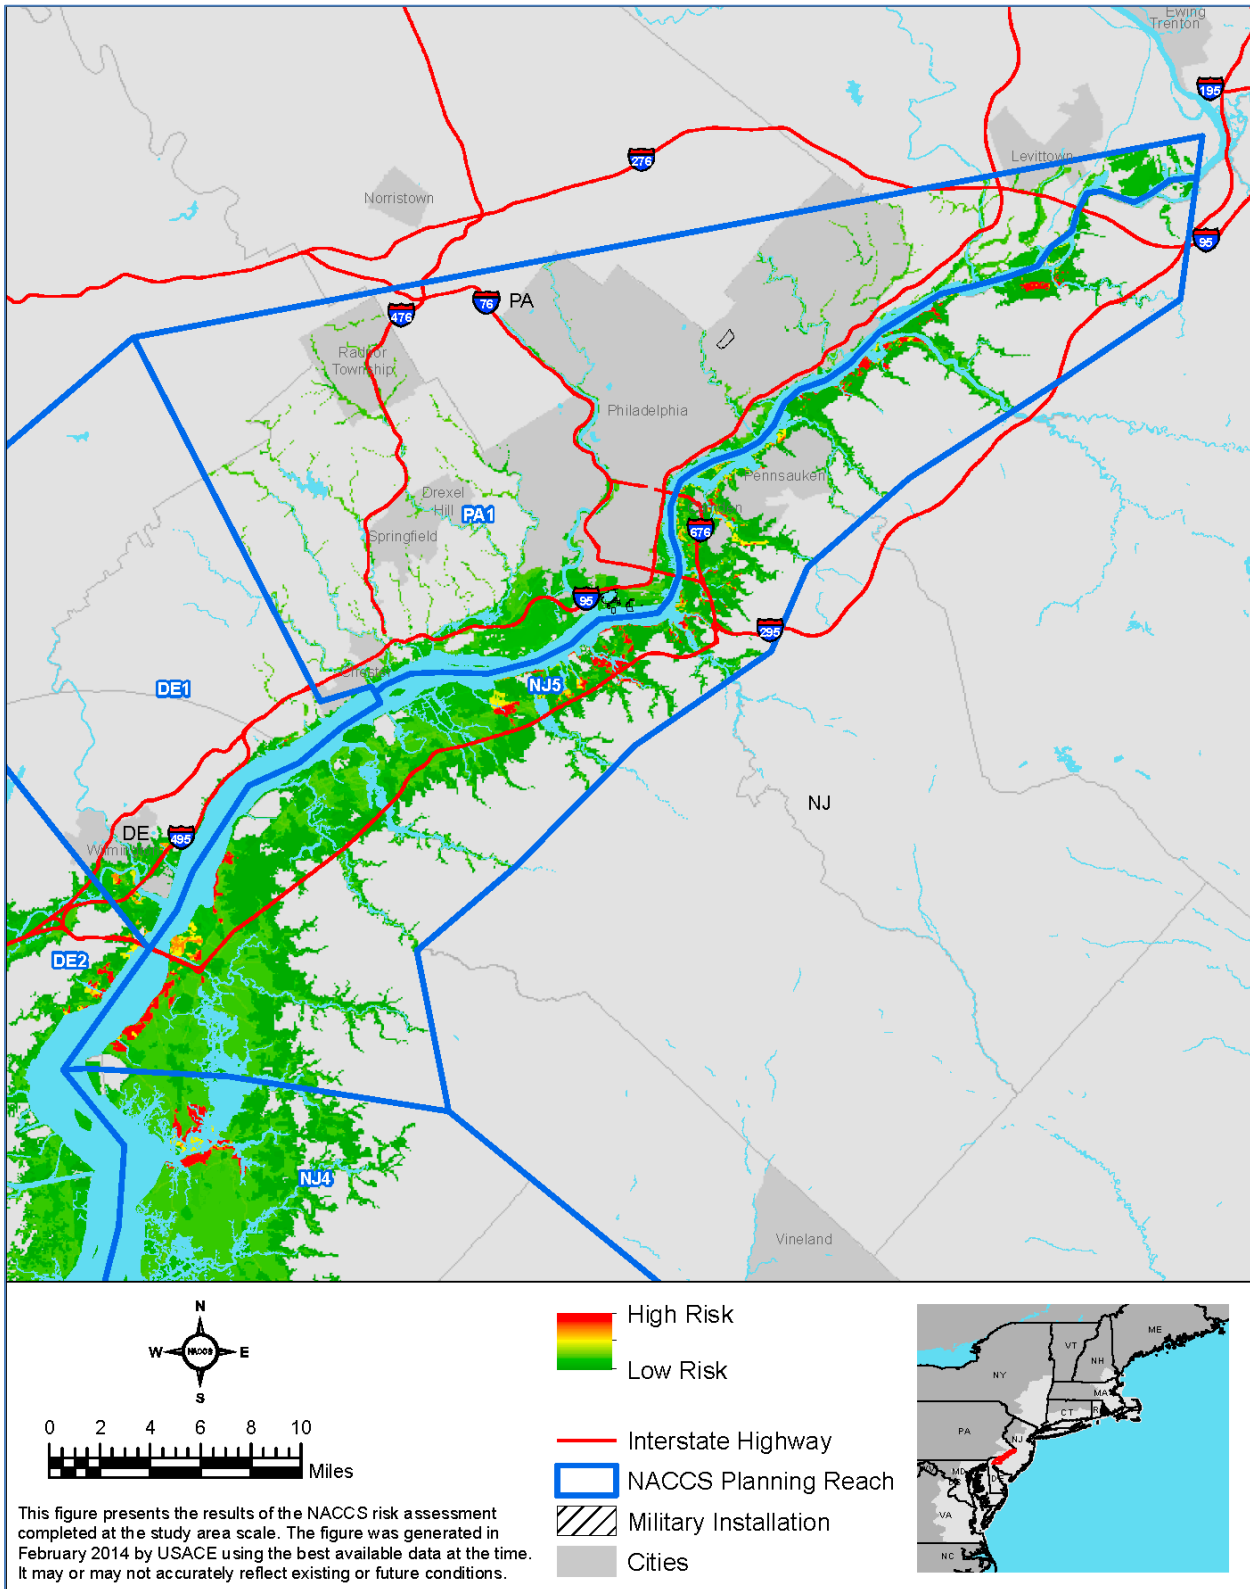 Ewing
Trenton
195
Levittown
276
Norristown
95
76
PA
476
Radnor
Township
Philadelphia
Pennsauken
Drexel
Hill
PA1
Springfield
676
95
295
Chester
NJ5
DE1
NJ
DE
495
DE2
NJ4
Vineland
N
W NACCS E
S
0 2 4 6 8 10
Miles
High Risk
Low Risk
Interstate Highway
NACCS Planning Reach
Military Installation
Cities
This figure presents the results of the NACCS risk assessment
completed at the study area scale. The figure was generated in
February 2014 by USACE using the best available data at the time.
It may or may not accurately reflect existing or future conditions.
ME
VT
NH
NY
MA
CT
PA
NJ
MD
VA
NC